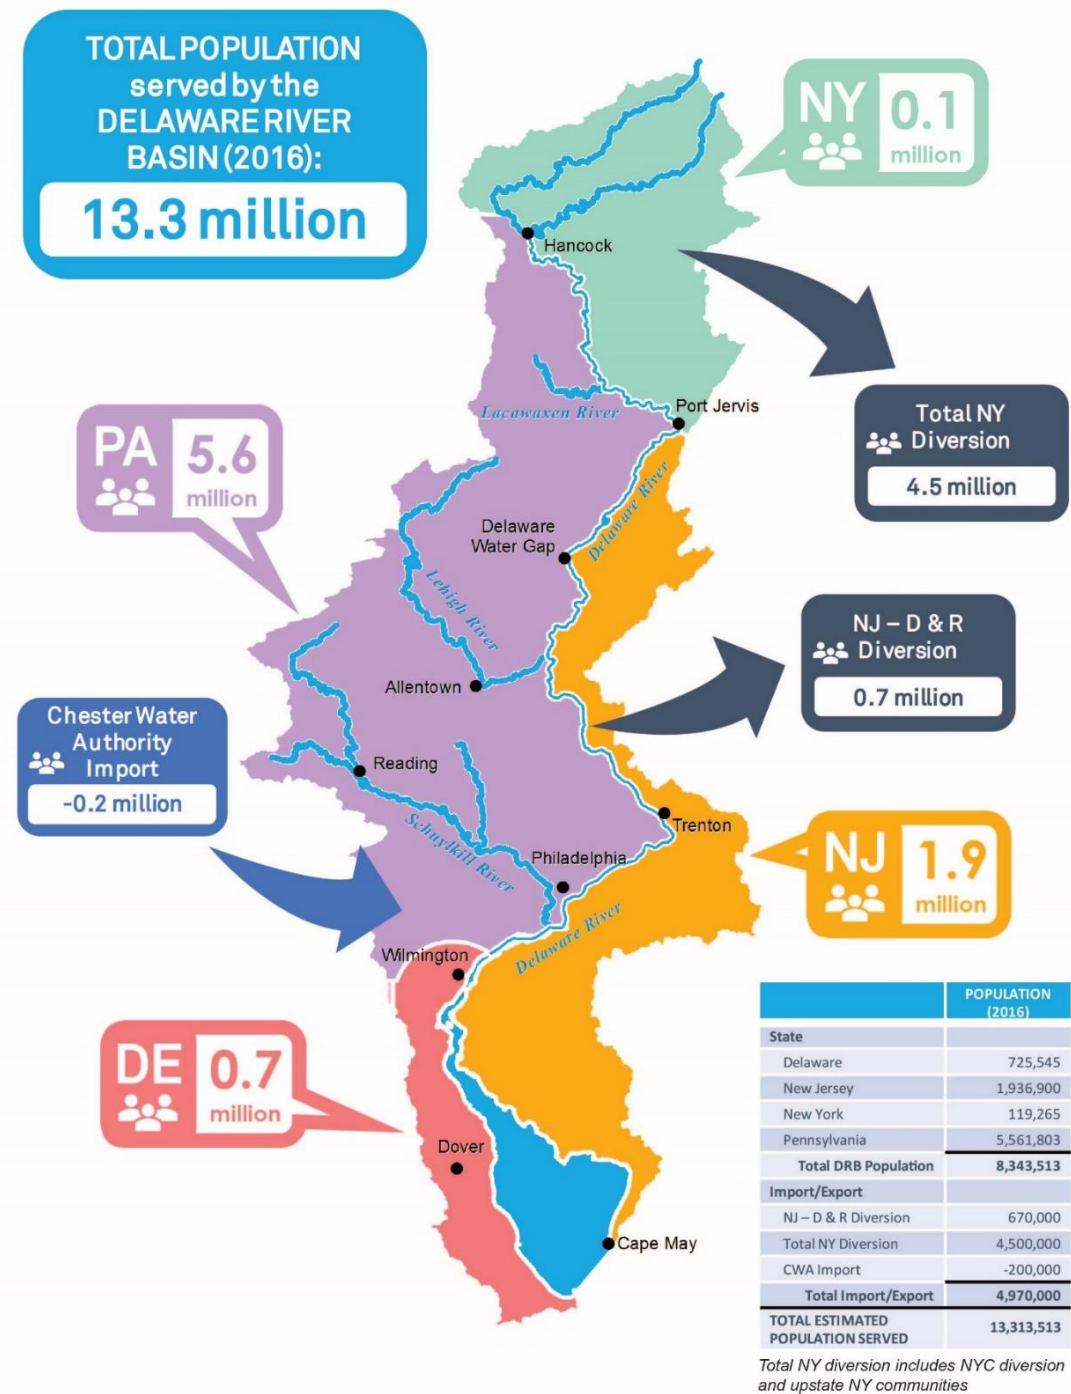 TOTAL POPULATION
served by the
DELAWARE RIVER
BASIN (2016):
13.3 million
NY
0.1
million
Hancock
Total NY
Diversion
4.5 million
Port Jervis
Lacawaxen River
PA
5.6
million
Delaware River
Delaware
Water Gap
Lehigh River
NJ – D & R
Diversion
0.7 million
Allentown
Chester Water
Authority
Import
-0.2 million
Reading
Trenton
Schuylkill River
Philadelphia
NJ
1.9
million
Delaware River
Wilmington
DE
0.7
million
Dover
Cape May
POPULATION
(2016)
State
Delaware 725,545
New Jersey 1,936,900
New York 119,265
Pennsylvania 5,561,803
Total DRB Population 8,343,513
Import/Export
NJ – D & R Diversion 670,000
Total NY Diversion 4,500,000
CWA Import -200,000
Total Import/Export 4,970,000
TOTAL ESTIMATED
POPULATION SERVED 13,313,513
Total NY diversion includes NYC diversion
and upstate NY communities